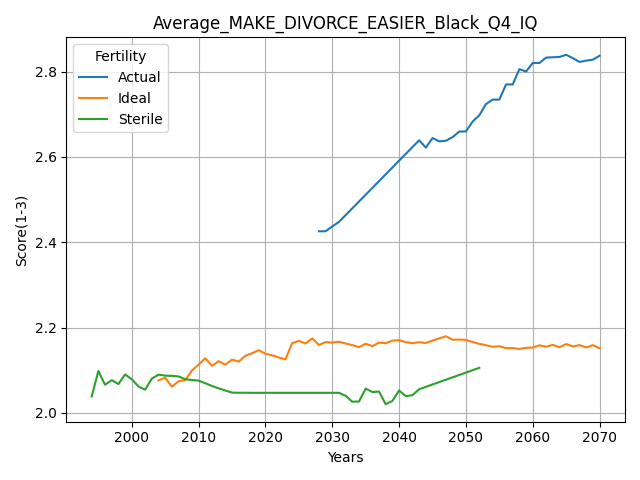 Average_MAKE_DIVORCE_EASIER_Black_Q4_IQ
Fertility
Actual
Ideal
Sterile
Score(1-3)
2.8
2.6
2.4
2.2
2.0
2000 2010 2020 2030 2040 2050 2060 2070
Years